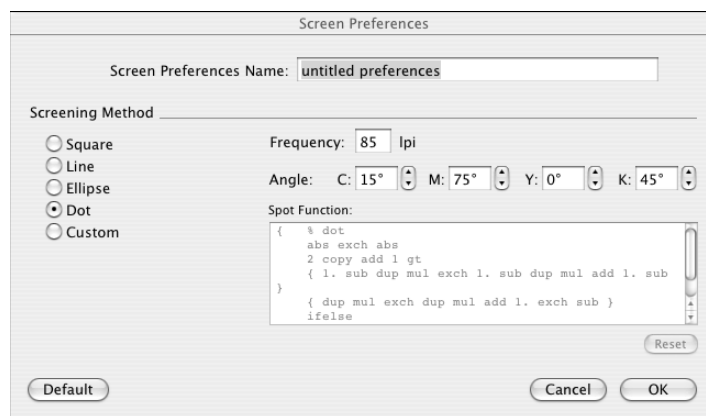 Screen Preferences
Screen Preferences Name: untitled preferences
Screening Method
Square
Line
Ellipse
Dot
Custom
Frequency: 85 lpi
Angle: C: 15° M: 75° Y: 0° K: 45°
Spot Function:
{ % dot
abs exch abs
2 copy add 1 gt
{ 1. sub dup mul exch 1. sub dup mul add 1. sub
}
{ dup mul exch dup mul add 1. exch sub }
ifelse
Reset
Default Cancel OK